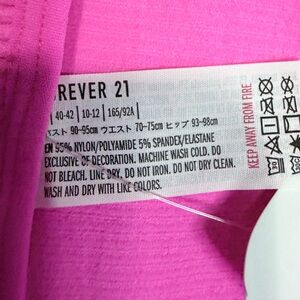 OREVER 21
40-42 | 10-12 | 165/92A
バスト 90-95cm ウエスト 70-75cm ヒップ 93-98cm
95% NYLON/POLYAMIDE 5% SPANDEX/ELASTANE
EXCLUSIVE OF DECORATION. MACHINE WASH COLD. DO
NOT BLEACH. LINE DRY. DO NOT IRON. DO NOT DRY CLEAN.
WASH AND DRY WITH LIKE COLORS.
KEEP AWAY FROM FIRE